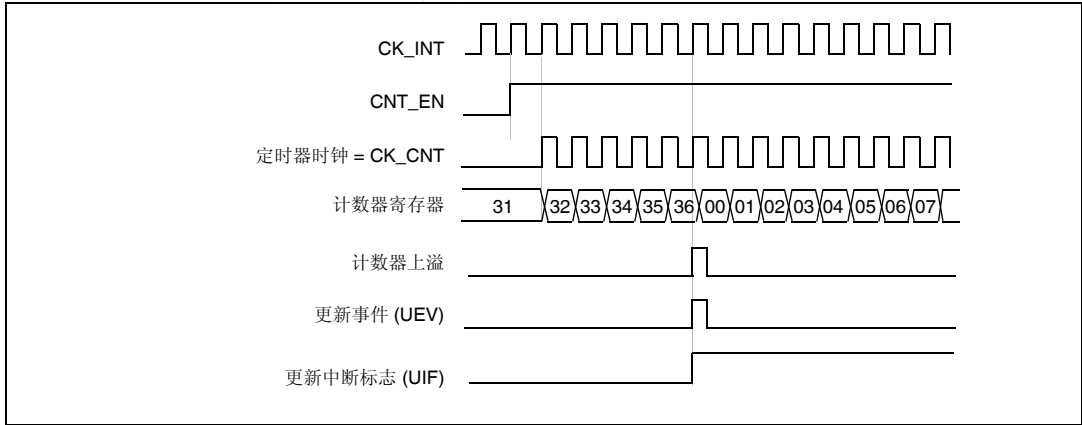 CK_INT
CNT_EN
定时器时钟 = CK_CNT
计数器寄存器 31 32 33 34 35 36 00 01 02 03 04 05 06 07
计数器上溢
更新事件 (UEV)
更新中断标志 (UIF)